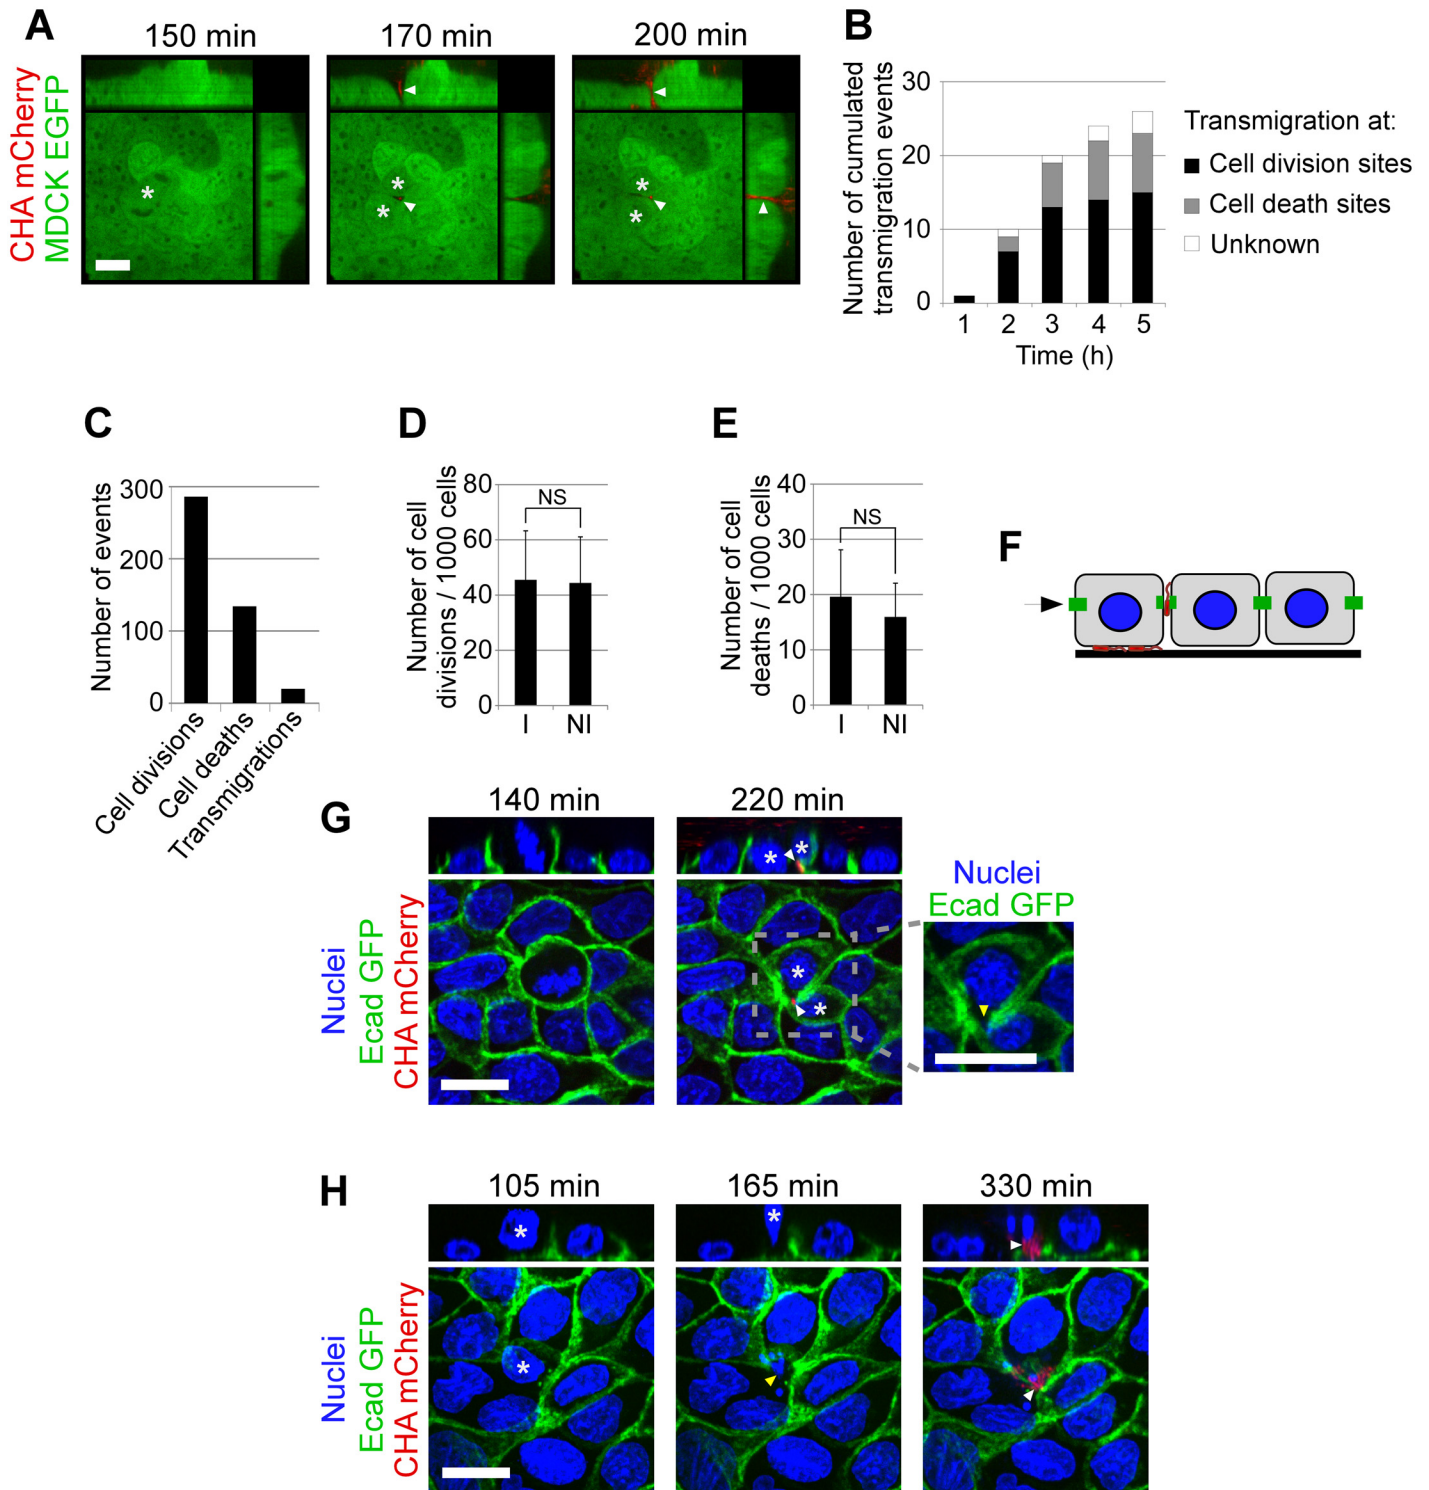 A
150 min
170 min
200 min
CHA mCherry
MDCK EGFP
*
*
*
*
*
B
Number of cumulated
transmigration events
30
20
10
0
1 2 3 4 5
Time (h)
Transmigration at:
Cell division sites
Cell death sites
Unknown
C
Number of events
300
200
100
0
Cell divisions
Cell deaths
Transmigrations
D
Number of cell
divisions / 1000 cells
80
60
40
20
0
NS
I NI
E
Number of cell
deaths / 1000 cells
40
30
20
10
0
NS
I NI
F
G
140 min
220 min
Nuclei
Ecad GFP
CHA mCherry
*
*
*
*
Nuclei
Ecad GFP
H
105 min
165 min
330 min
Nuclei
Ecad GFP
CHA mCherry
*
*
*